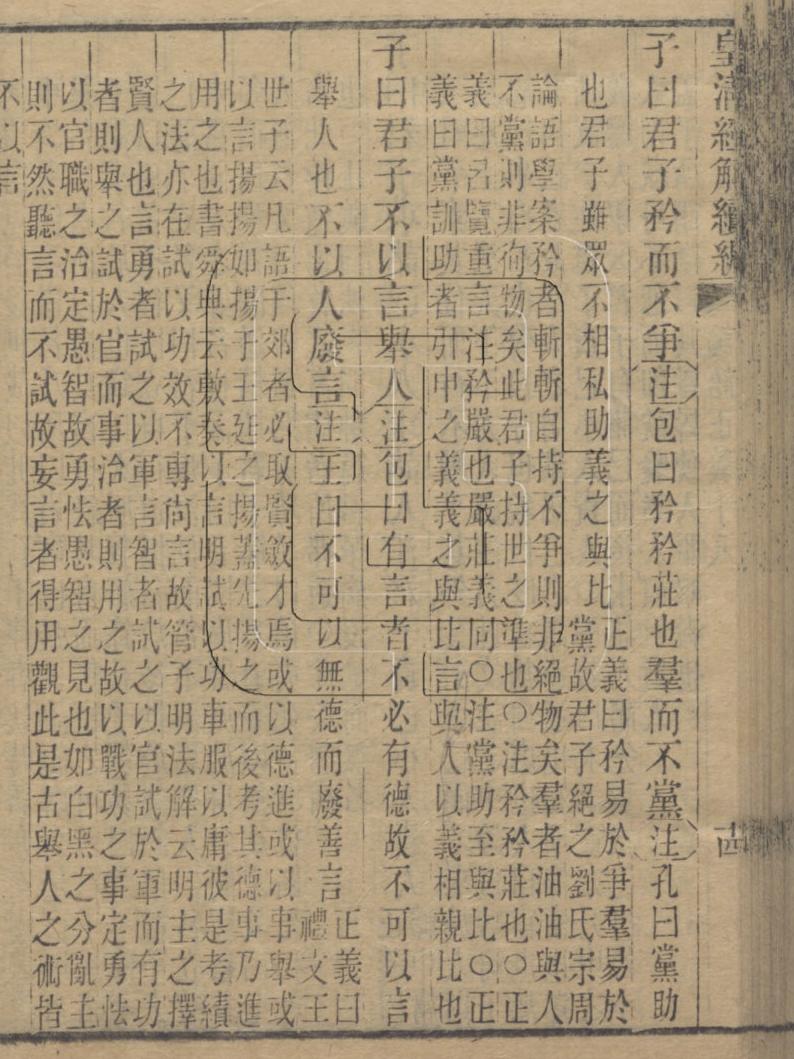 皇清經解續編
子曰君子矜而不爭注包曰矜矜莊也羣而不黨注孔曰黨助
也君子雖眾不相私助義之與比
正義曰矜易於爭羣易於
黨故君子絕之劉氏宗周
論語學案矜者斬斬自持不爭則非絕物矣羣者油油與人
不黨則非徇物矣此君子持世之準也○注矜矜莊也○正
義曰呂覽重言注矜嚴也嚴莊義同○注黨助至與比○正
義曰黨訓助者引申之義義之與比言與人以義相親比也
子曰君子不以言舉人注包曰有言者不必有德故不可以言
舉人也不以人廢言注王曰不可以無德而廢善言
正義曰
禮文王
世子云凡語于郊者必取賢斂才焉或以德進或以事舉或
以言揚揚如揚于王廷之揚蓋先揚之而後考其德事乃進
用之也書舜典云敷奏以言明試以功車服以庸彼是考績
之法亦在試以功效不專尚言故管子明法解云明主之擇
賢人也言勇者試之以軍言智者試之以官試於軍而有功
者則舉之試於官而事治者則用之故以戰功之事定勇怯
以官職之治定愚智故勇怯愚智之見也如白黑之分亂主
則不然聽言而不試故妄言者得用觀此是古舉人之術皆
不以言